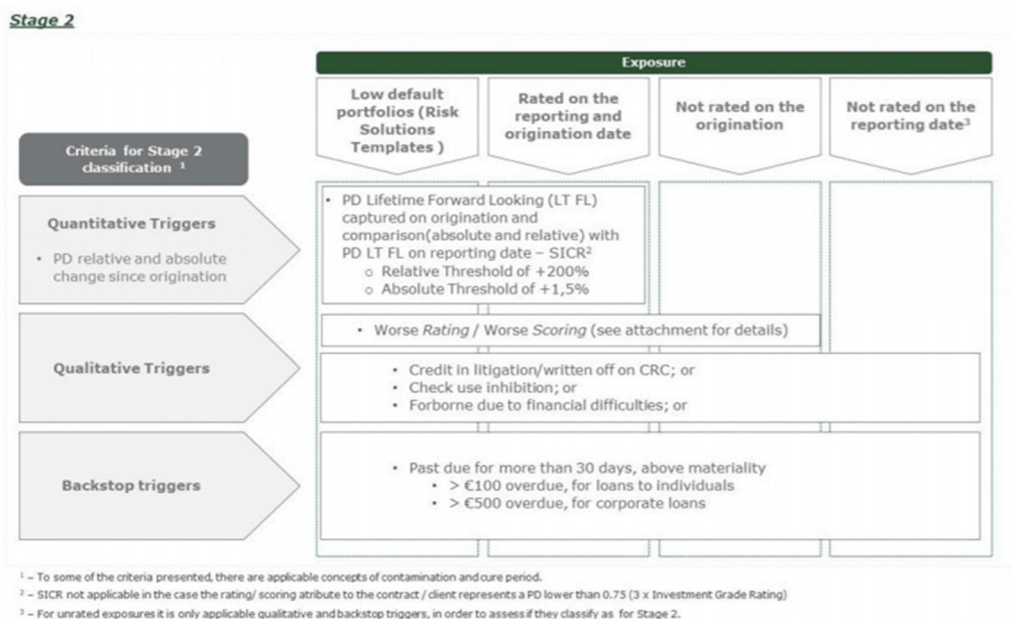 Stage 2
Exposure
Low default
portfolios (Risk
Solutions
Templates )
Rated on the
reporting and
origination date
Not rated on the
origination
Not rated on the
reporting date3
Criteria for Stage 2
classification 1
Quantitative Triggers
• PD relative and absolute
change since origination
• PD Lifetime Forward Looking (LT FL)
captured on origination and
comparison(absolute and relative) with
PD LT FL on reporting date – SICR2
o Relative Threshold of +200%
o Absolute Threshold of +1,5%
• Worse Rating / Worse Scoring (see attachment for details)
Qualitative Triggers
• Credit in litigation/written off on CRC; or
• Check use inhibition; or
• Forborne due to financial difficulties; or
Backstop triggers
• Past due for more than 30 days, above materiality
• > €100 overdue, for loans to individuals
• > €500 overdue, for corporate loans
1 – To some of the criteria presented, there are applicable concepts of contamination and cure period.
2 – SICR not applicable in the case the rating/ scoring atribute to the contract / client represents a PD lower than 0.75 (3 x Investment Grade Rating)
3 – For unrated exposures it is only applicable qualitative and backstop triggers, in order to assess if they classify as for Stage 2.